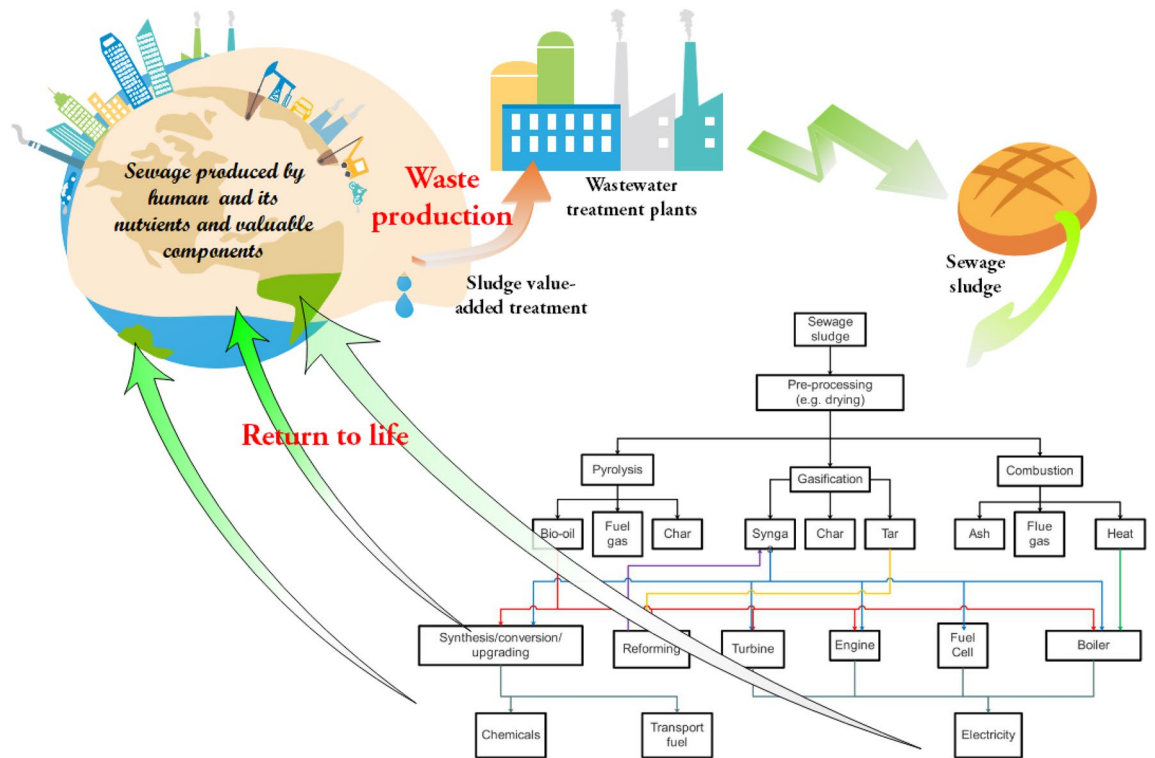 Sewage produced by
human and its
nutrients and valuable
components
Waste
production
Wastewater
treatment plants
Sludge value-
added treatment
Sewage
sludge
Return to life
Sewage
sludge
Pre-processing
(e.g. drying)
Pyrolysis
Gasification
Combustion
Bio-oil
Fuel
gas
Char
Synga
Char
Tar
Ash
Flue
gas
Heat
Synthesis/conversion/
upgrading
Reforming
Turbine
Engine
Fuel
Cell
Boiler
Chemicals
Transport
fuel
Electricity